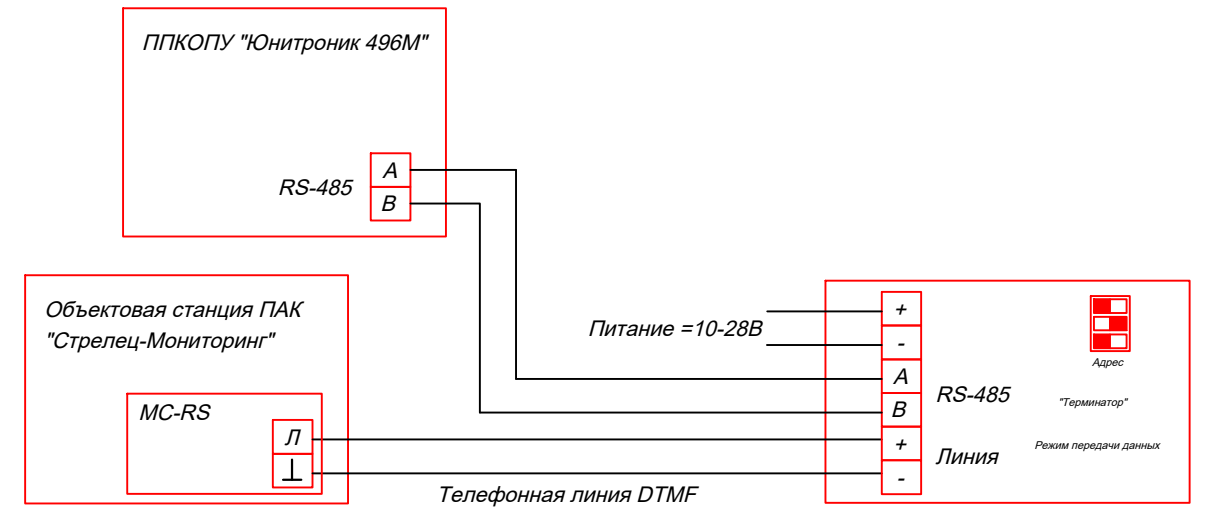 ППКОПУ "Юнитроник 496М"
RS-485
A
B
Объектовая станция ПАК
"Стрелец-Мониторинг"
MC-RS
Л
⊥
Питание =10-28В
Телефонная линия DTMF
+
-
A
B
+
-
RS-485
Линия
Адрес
"Терминатор"
Режим передачи данных